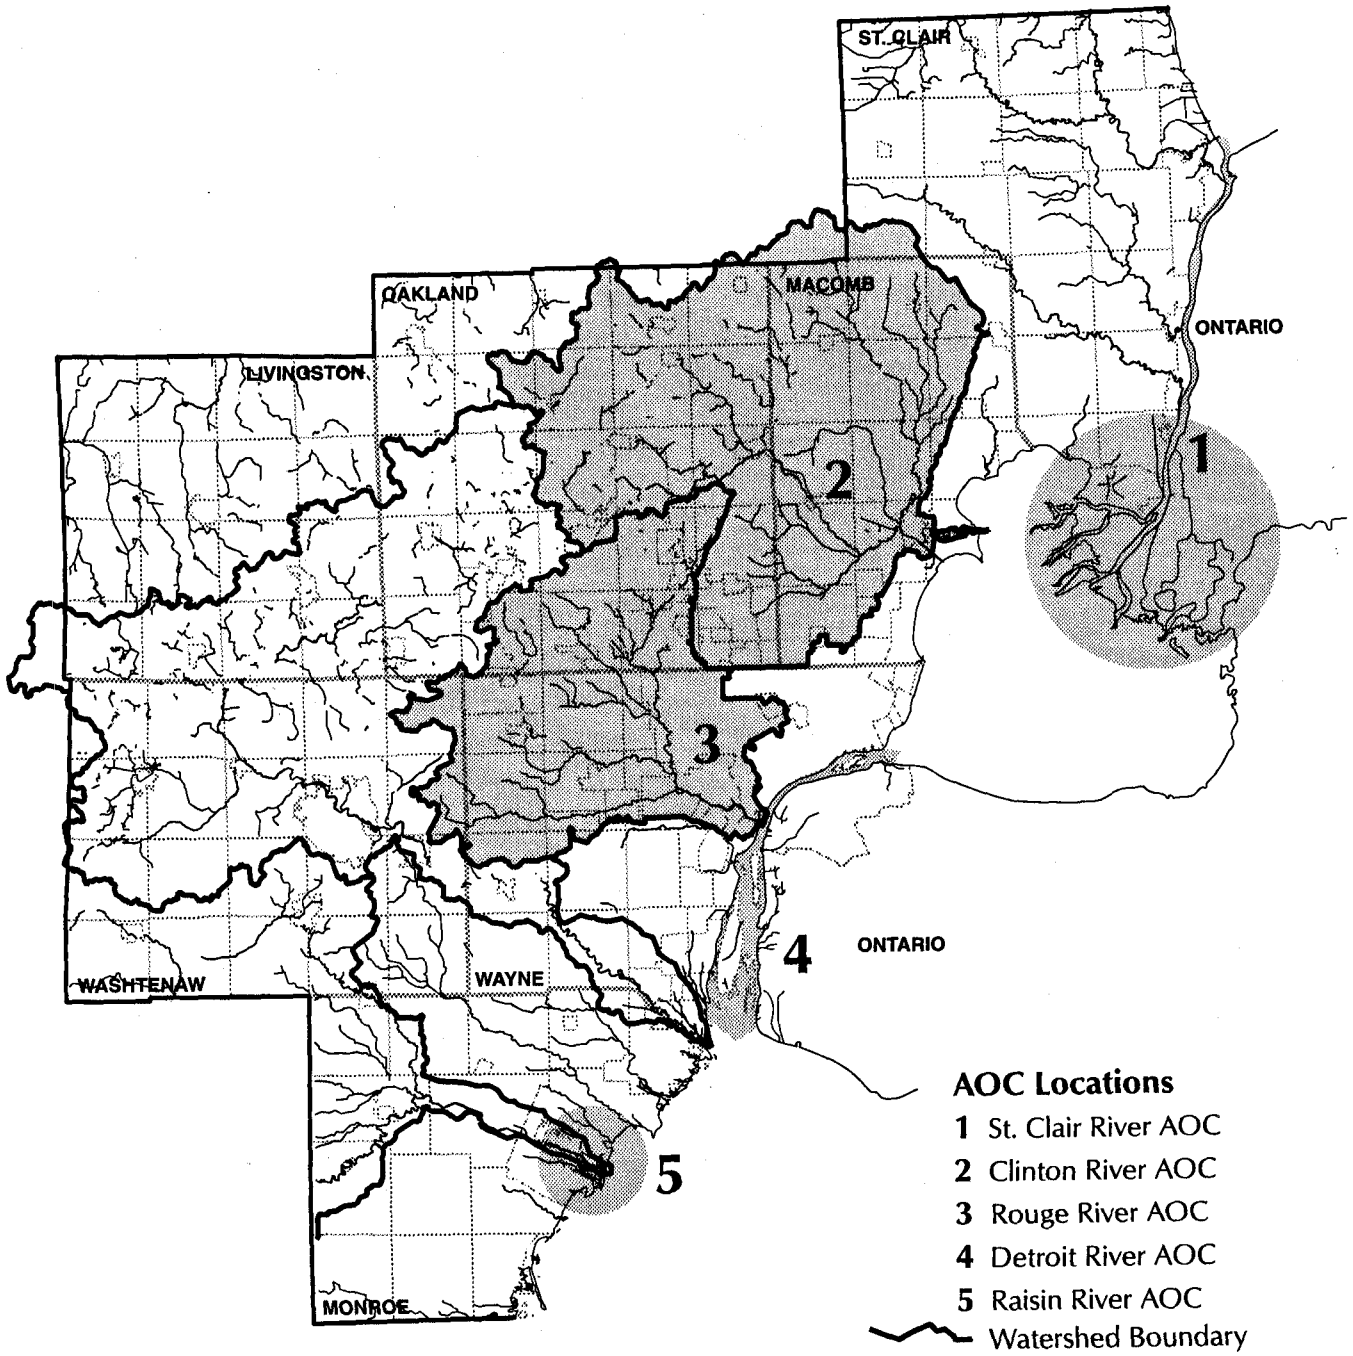 ST. CLAIR
OAKLAND
MACOMB
ONTARIO
LIVINGSTON
1
2
3
4
ONTARIO
WASHTENAW
WAYNE
5
MONROE
AOC Locations
1 St. Clair River AOC
2 Clinton River AOC
3 Rouge River AOC
4 Detroit River AOC
5 Raisin River AOC
Watershed Boundary